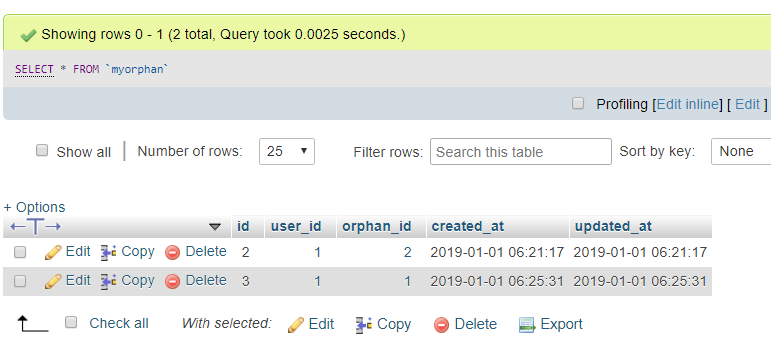 Showing rows 0 - 1 (2 total, Query took 0.0025 seconds.)
SELECT * FROM `myorphan`
Profiling [Edit inline] [ Edit ]
Show all | Number of rows: 25 Filter rows: Search this table Sort by key: None
+ Options
id user_id orphan_id created_at updated_at
Edit Copy Delete 2 1 2 2019-01-01 06:21:17 2019-01-01 06:21:17
Edit Copy Delete 3 1 1 2019-01-01 06:25:31 2019-01-01 06:25:31
Check all With selected: Edit Copy Delete Export